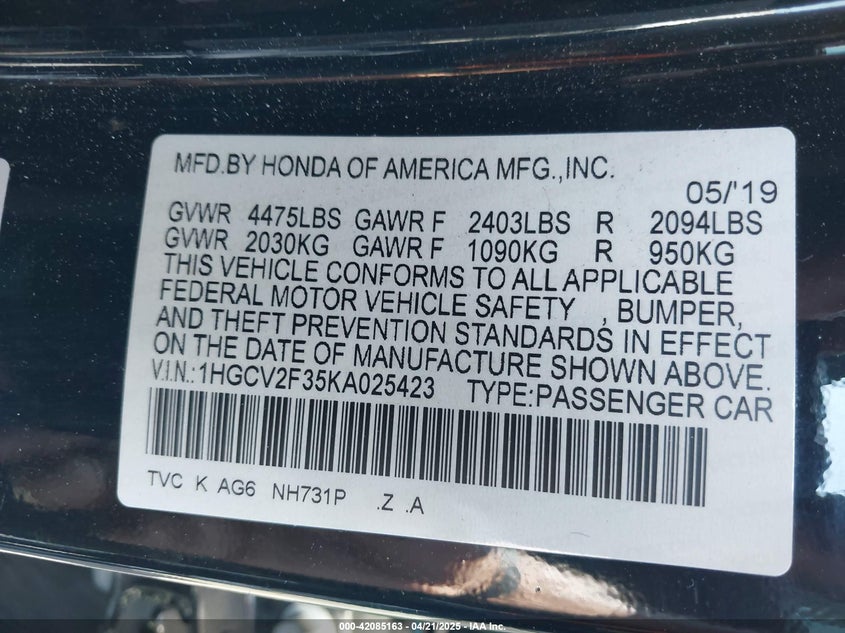 MFD.BY HONDA OF AMERICA MFG.,INC.
05/'19
GVWR 4475LBS GAWR F 2403LBS R 2094LBS
GVWR 2030KG GAWR F 1090KG R 950KG
THIS VEHICLE CONFORMS TO ALL APPLICABLE
FEDERAL MOTOR VEHICLE SAFETY , BUMPER,
AND THEFT PREVENTION STANDARDS IN EFFECT
ON THE DATE OF MANUFACTURE SHOWN ABOVE.
V.I.N.:1HGCV2F35KA025423 TYPE:PASSENGER CAR
TVC K AG6 NH731P .Z .A
000-42085163 - 04/21/2025 - IAA Inc.